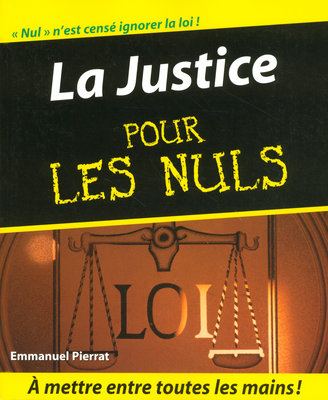 « Nul » n'est censé ignorer la loi !
La Justice
POUR
LES NULS
LOI
Emmanuel Pierrat
À mettre entre toutes les mains!